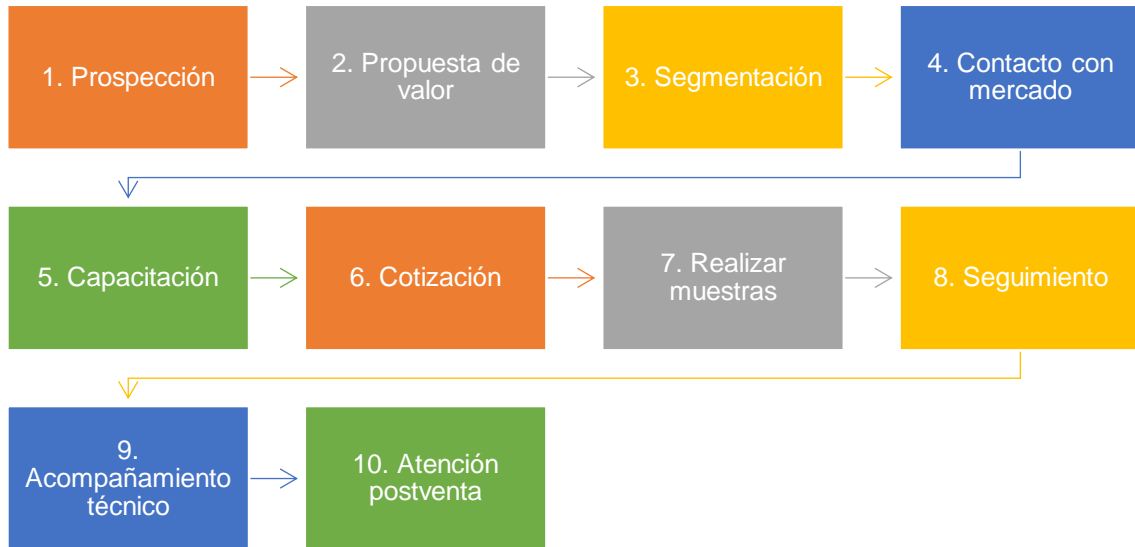 1. Prospección
2. Propuesta de
valor
3. Segmentación
4. Contacto con
mercado
5. Capacitación
6. Cotización
7. Realizar
muestras
8. Seguimiento
9.
Acompañamiento
técnico
10. Atención
postventa